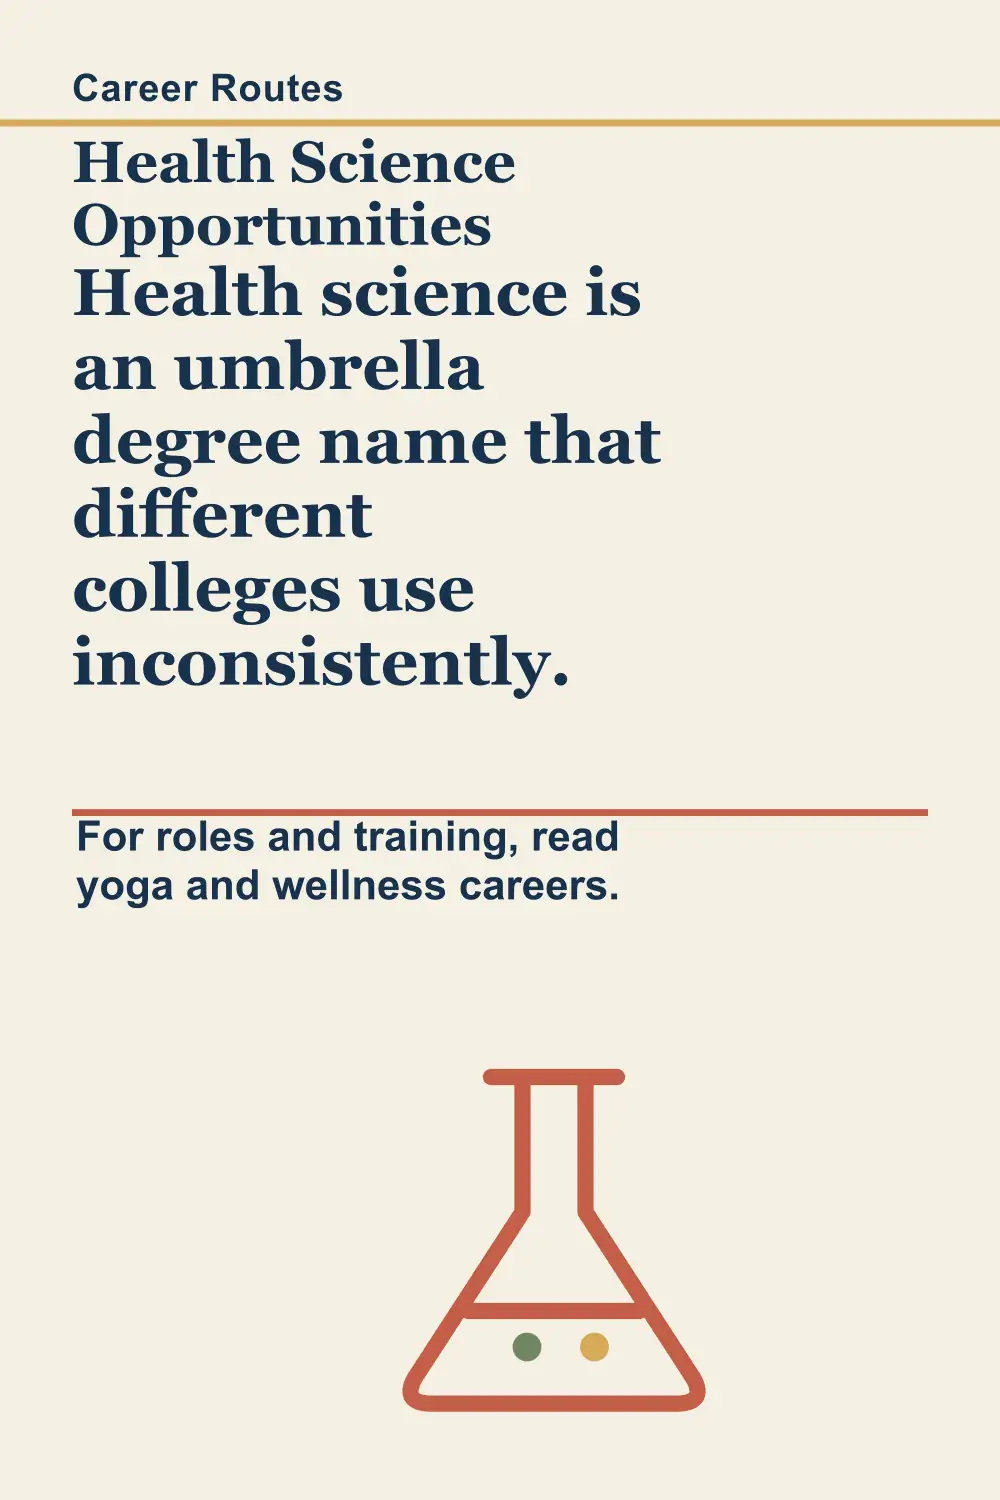 Career Routes
Health Science
Opportunities
Health science is
an umbrella
degree name that
different
colleges use
inconsistently.
For roles and training, read
yoga and wellness careers.